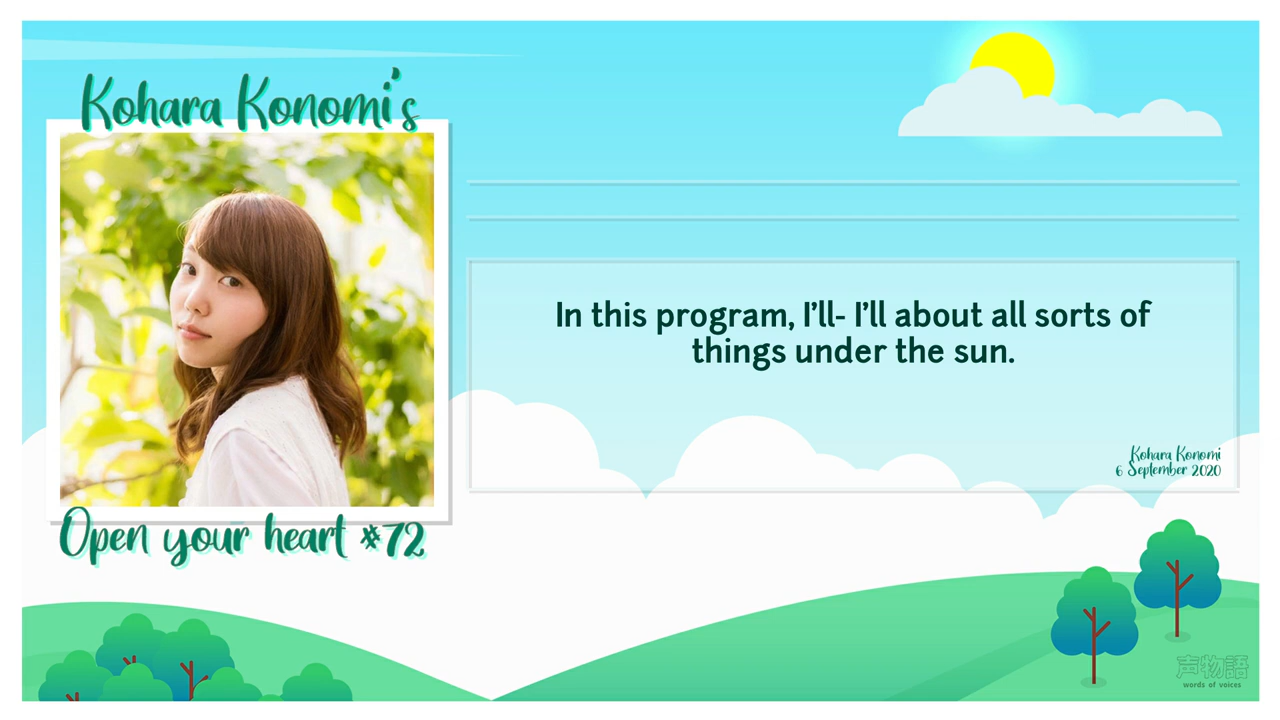 Kohara Konomi's
Open your heart #72
In this program, I'll- I'll about all sorts of
things under the sun.
Kohara Konomi
6 September 2020
声物語
words of voices